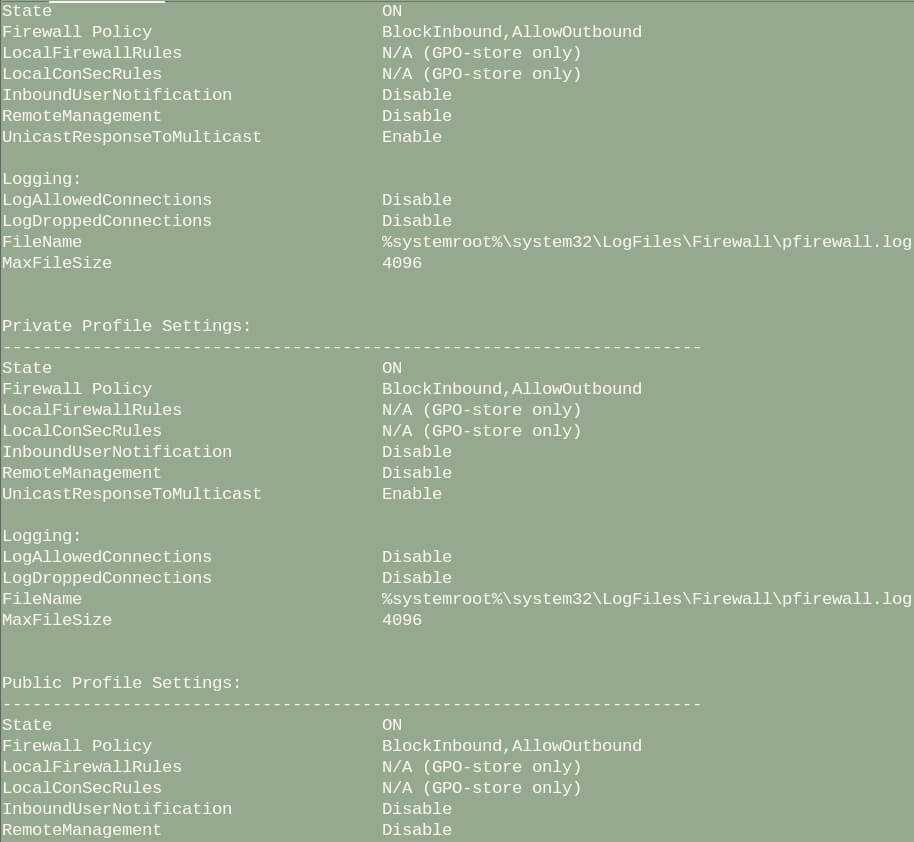 State                                 ON
Firewall Policy                       BlockInbound,AllowOutbound
LocalFirewallRules                    N/A (GPO-store only)
LocalConSecRules                      N/A (GPO-store only)
InboundUserNotification               Disable
RemoteManagement                      Disable
UnicastResponseToMulticast            Enable

Logging:
LogAllowedConnections                 Disable
LogDroppedConnections                 Disable
FileName                              %systemroot%\system32\LogFiles\Firewall\pfirewall.log
MaxFileSize                           4096


Private Profile Settings:
----------------------------------------------------------------------
State                                 ON
Firewall Policy                       BlockInbound,AllowOutbound
LocalFirewallRules                    N/A (GPO-store only)
LocalConSecRules                      N/A (GPO-store only)
InboundUserNotification               Disable
RemoteManagement                      Disable
UnicastResponseToMulticast            Enable

Logging:
LogAllowedConnections                 Disable
LogDroppedConnections                 Disable
FileName                              %systemroot%\system32\LogFiles\Firewall\pfirewall.log
MaxFileSize                           4096


Public Profile Settings:
----------------------------------------------------------------------
State                                 ON
Firewall Policy                       BlockInbound,AllowOutbound
LocalFirewallRules                    N/A (GPO-store only)
LocalConSecRules                      N/A (GPO-store only)
InboundUserNotification               Disable
RemoteManagement                      Disable